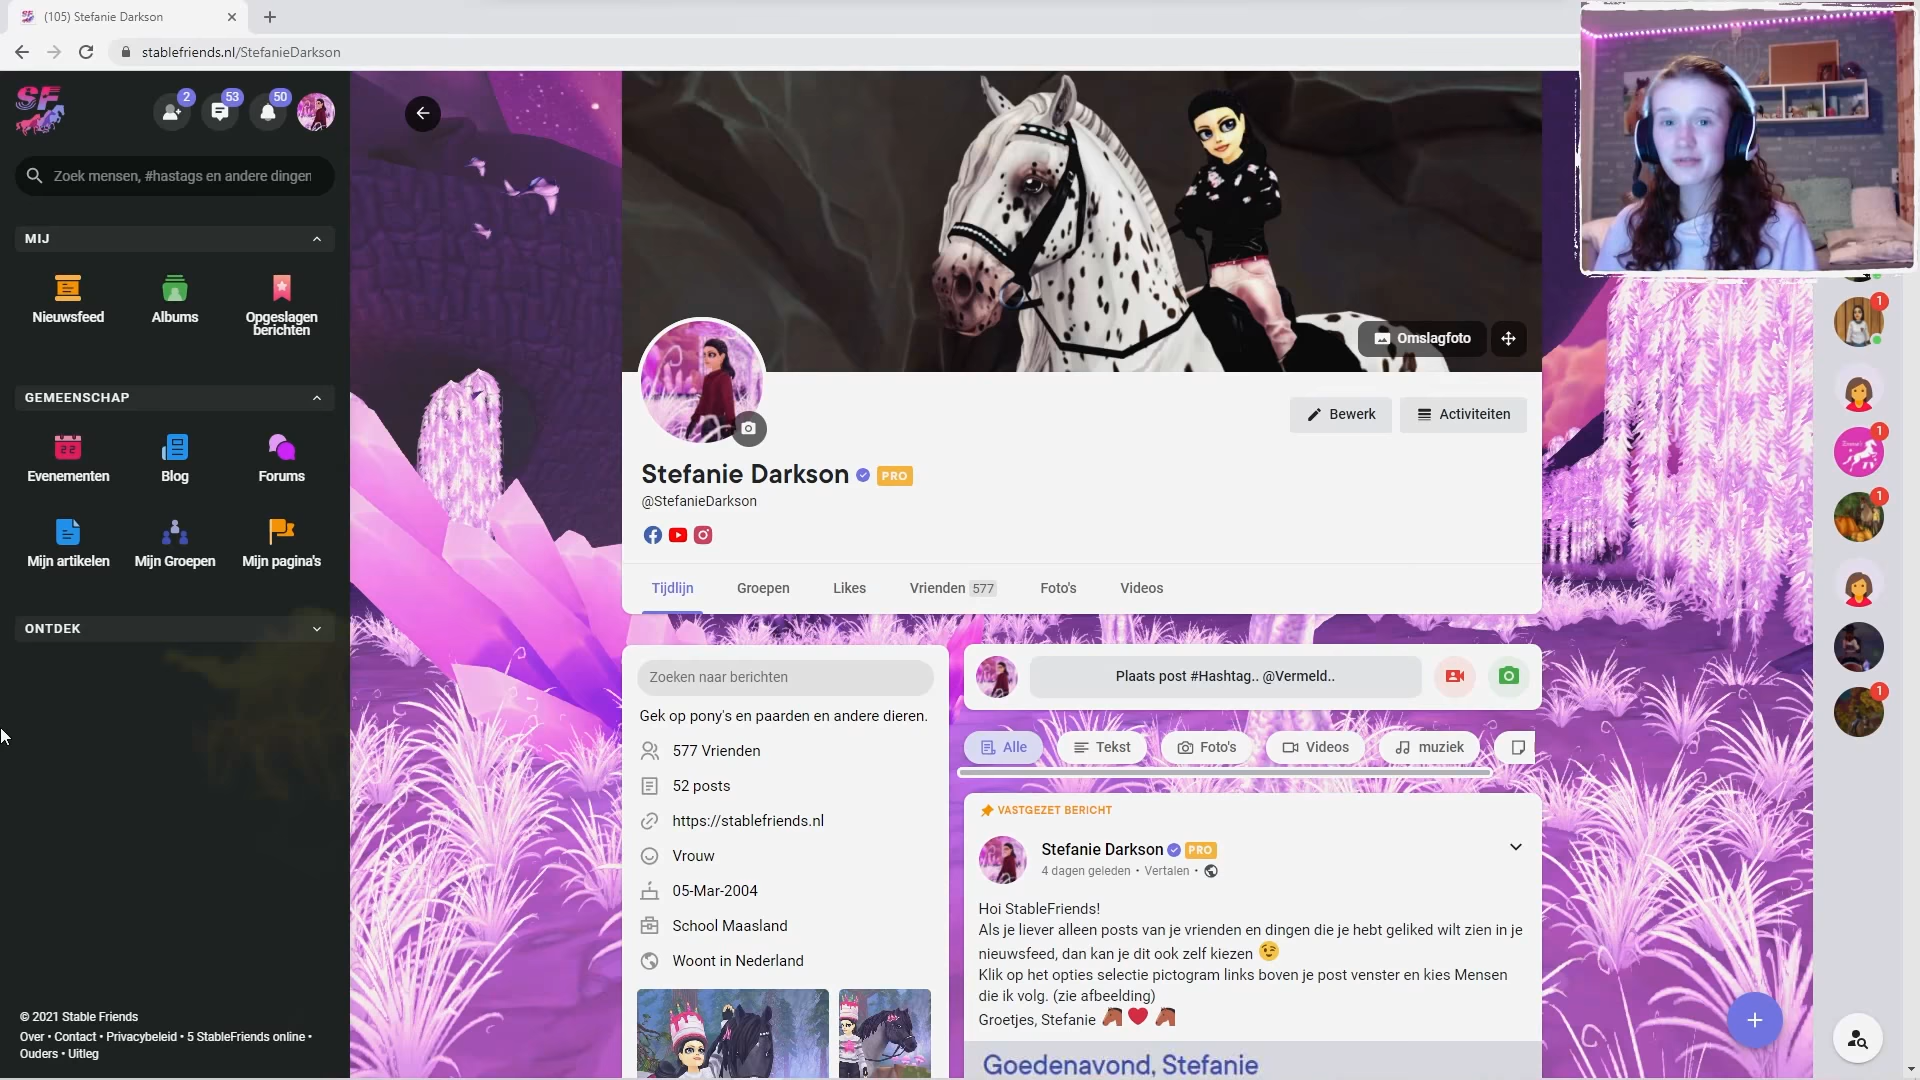 (105) Stefanie Darkson
stablefriends.nl/StefanieDarkson
SF
2
53
50
Zoek mensen, #hastags en andere dingen
MIJ
Nieuwsfeed
Albums
Opgeslagen
berichten
GEMEENSCHAP
Evenementen
Blog
Forums
Mijn artikelen
Mijn Groepen
Mijn pagina's
ONTDEK
© 2021 Stable Friends
Over • Contact • Privacybeleid • 5 StableFriends online •
Ouders • Uitleg
Omslagfoto
Bewerk
Activiteiten
Stefanie Darkson PRO
@StefanieDarkson
Tijdlijn
Groepen
Likes
Vrienden 577
Foto's
Videos
Zoeken naar berichten
Gek op pony's en paarden en andere dieren.
577 Vrienden
52 posts
https://stablefriends.nl
Vrouw
05-Mar-2004
School Maasland
Woont in Nederland
Plaats post #Hashtag.. @Vermeld..
Alle
Tekst
Foto's
Videos
muziek
VASTGEZET BERICHT
Stefanie Darkson PRO
4 dagen geleden • Vertalen •
Hoi StableFriends!
Als je liever alleen posts van je vrienden en dingen die je hebt geliked wilt zien in je
nieuwsfeed, dan kan je dit ook zelf kiezen 😉
Klik op het opties selectie pictogram links boven je post venster en kies Mensen
die ik volg. (zie afbeelding)
Groetjes, Stefanie 🐴❤️🐴
Goedenavond, Stefanie
1
1
1
1